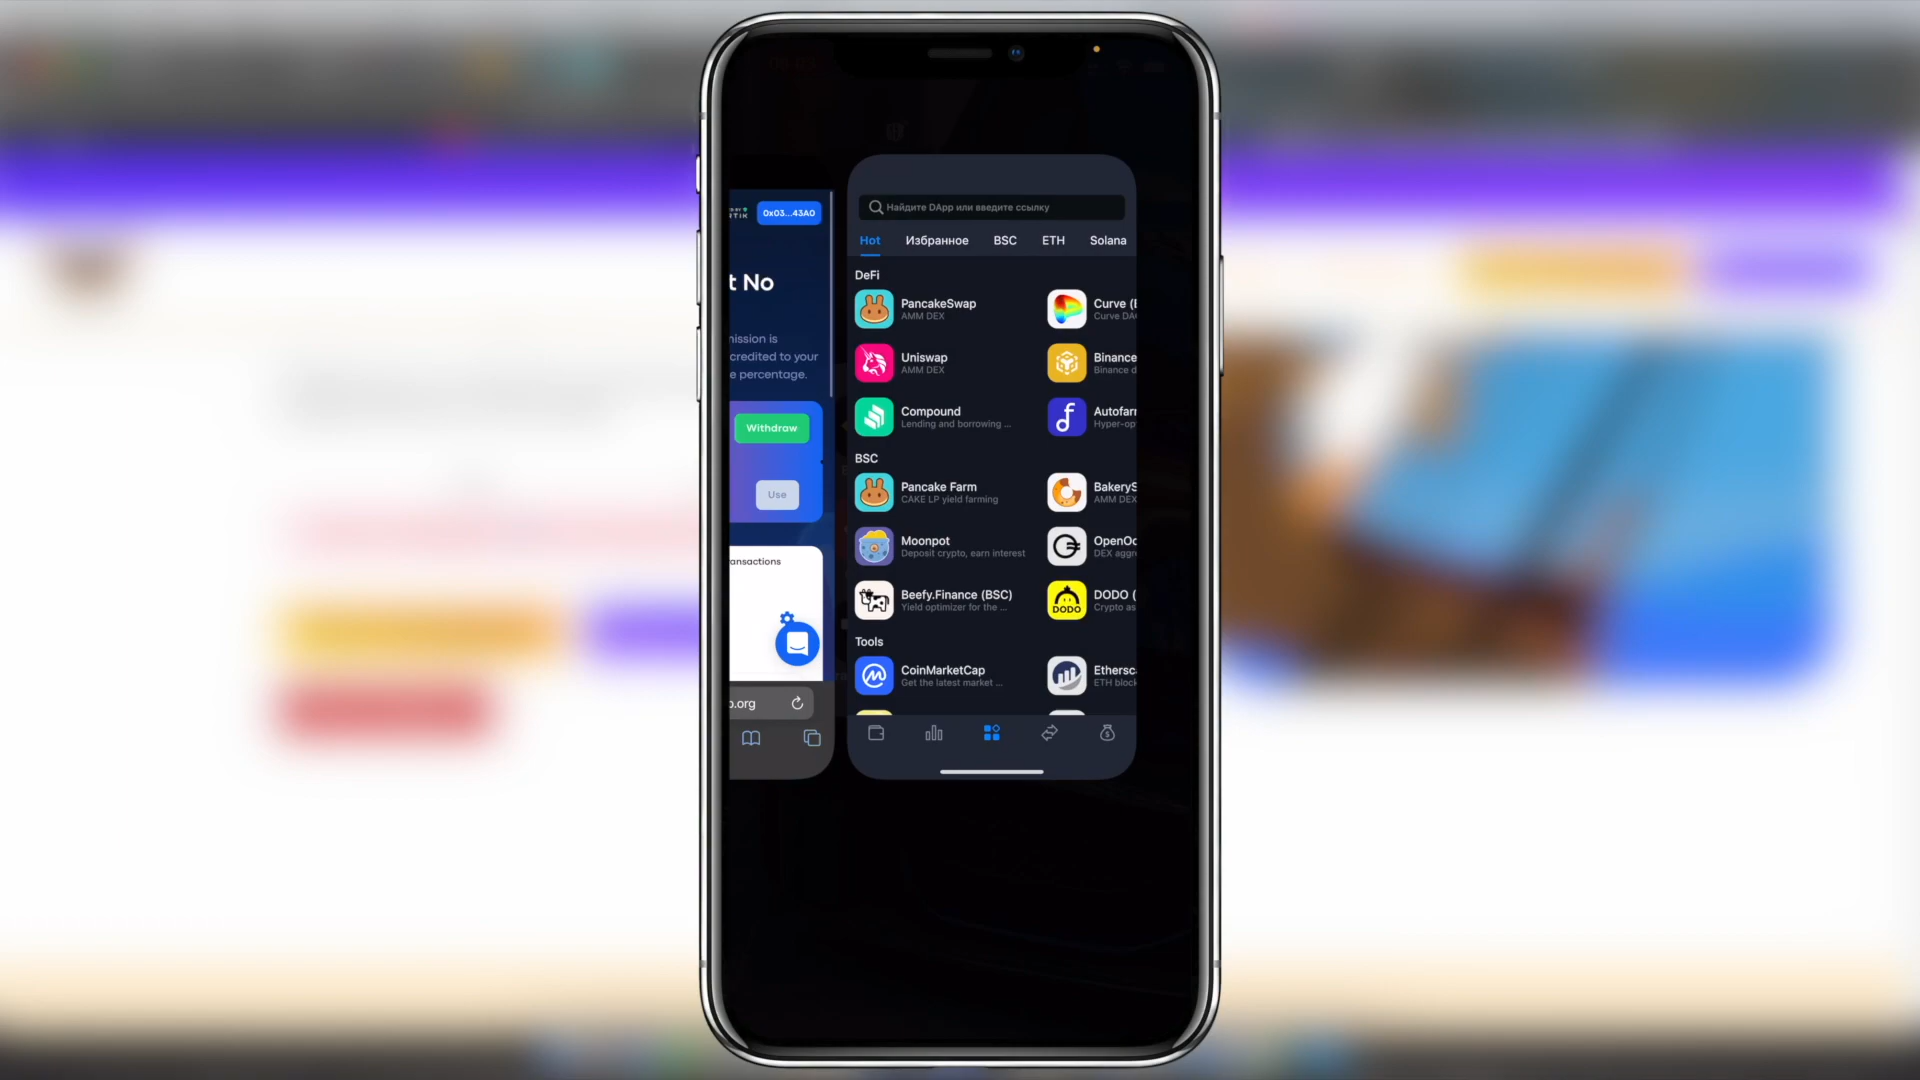 0x03...43A0
t No
nission is
credited to your
e percentage.
Withdraw
Use
ansactions
o.org
Найдите DApp или введите ссылку
Hot Избранное BSC ETH Solana
DeFi
PancakeSwap
AMM DEX
Curve (E
Curve DA
Uniswap
AMM DEX
Binance
Binance d
Compound
Lending and borrowing ...
Autofarm
Hyper-op
BSC
Pancake Farm
CAKE LP yield farming
BakeryS
AMM DEX
Moonpot
Deposit crypto, earn interest
OpenOc
DEX aggr
Beefy.Finance (BSC)
Yield optimizer for the ...
DODO (
Crypto as
DODO
Tools
CoinMarketCap
Get the latest market ...
Ethersca
ETH block